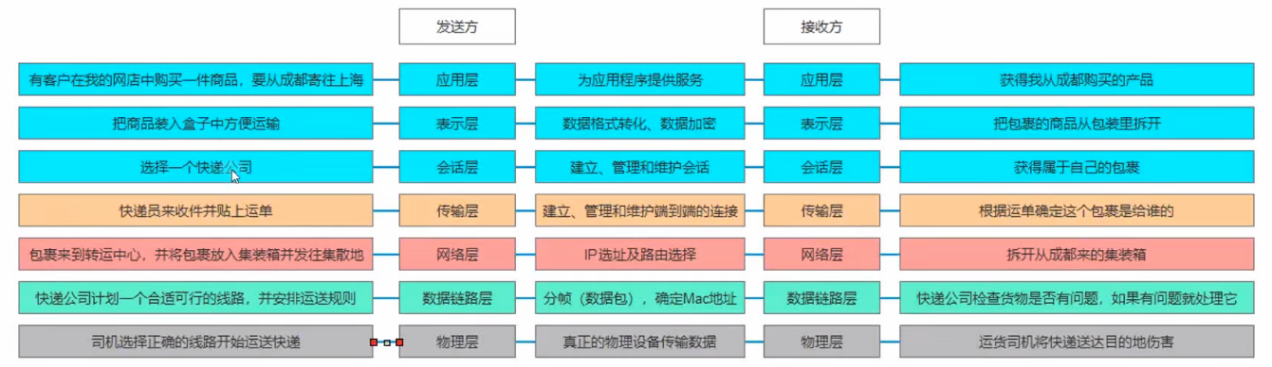 发送方 接收方
有客户在我的网店中购买一件商品，要从成都寄往上海 应用层 为应用程序提供服务 应用层 获得我从成都购买的产品
把商品装入盒子中方便运输 表示层 数据格式转化、数据加密 表示层 把包裹的商品从包装里拆开
选择一个快递公司 会话层 建立、管理和维护会话 会话层 获得属于自己的包裹
快递员来收件并贴上运单 传输层 建立、管理和维护端到端的连接 传输层 根据运单确定这个包裹是给谁的
包裹来到转运中心，并将包裹放入集装箱并发往集散地 网络层 IP选址及路由选择 网络层 拆开从成都来的集装箱
快递公司计划一个合适可行的线路，并安排运送规则 数据链路层 分帧（数据包），确定Mac地址 数据链路层 快递公司检查货物是否有问题，如果有问题就处理它
司机选择正确的线路开始运送快递 物理层 真正的物理设备传输数据 物理层 运货司机将快递送达目的地伤害